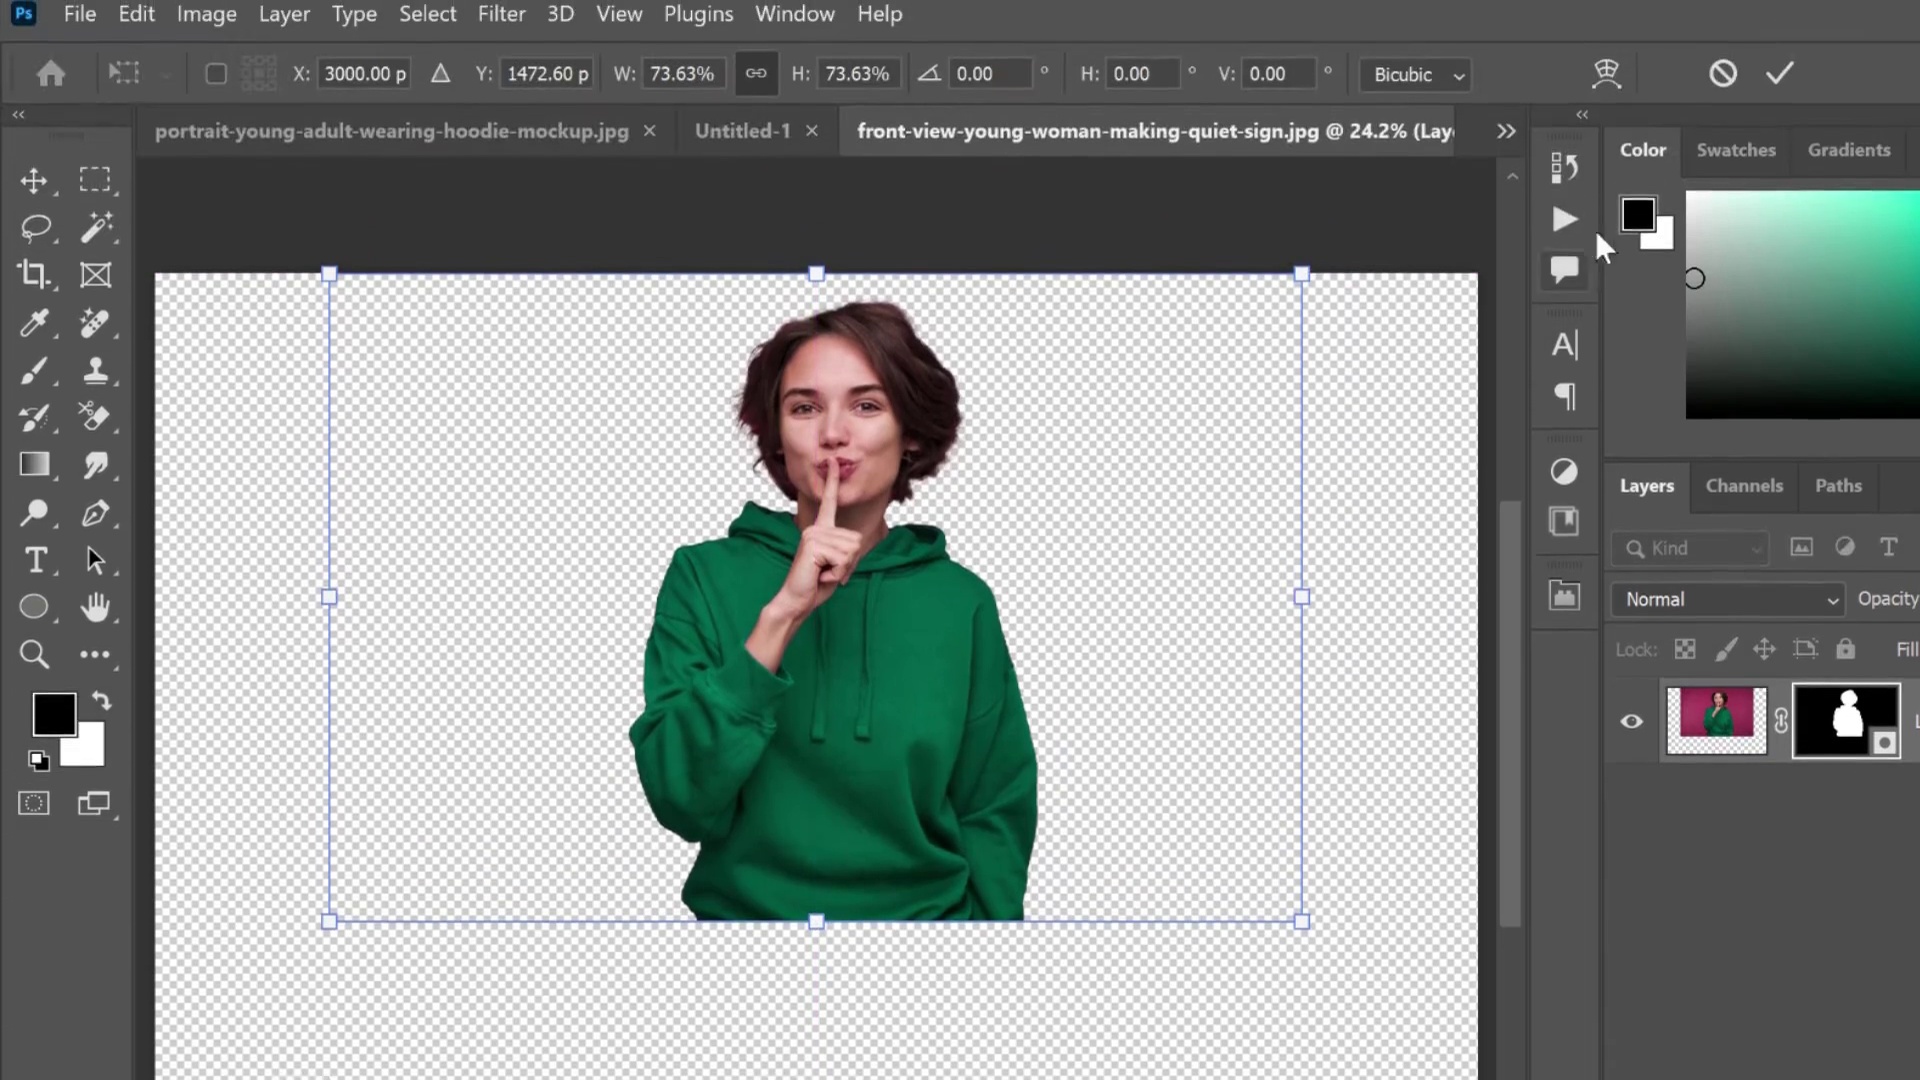 Ps File Edit Image Layer Type Select Filter 3D View Plugins Window Help
X: 3000.00 p Y: 1472.60 p W: 73.63% H: 73.63% 0.00 ° H: 0.00 ° V: 0.00 ° Bicubic
portrait-young-adult-wearing-hoodie-mockup.jpg × Untitled-1 × front-view-young-woman-making-quiet-sign.jpg @ 24.2% (Lay
Color Swatches Gradients
Layers Channels Paths
Kind
Normal Opacity
Lock: Fill